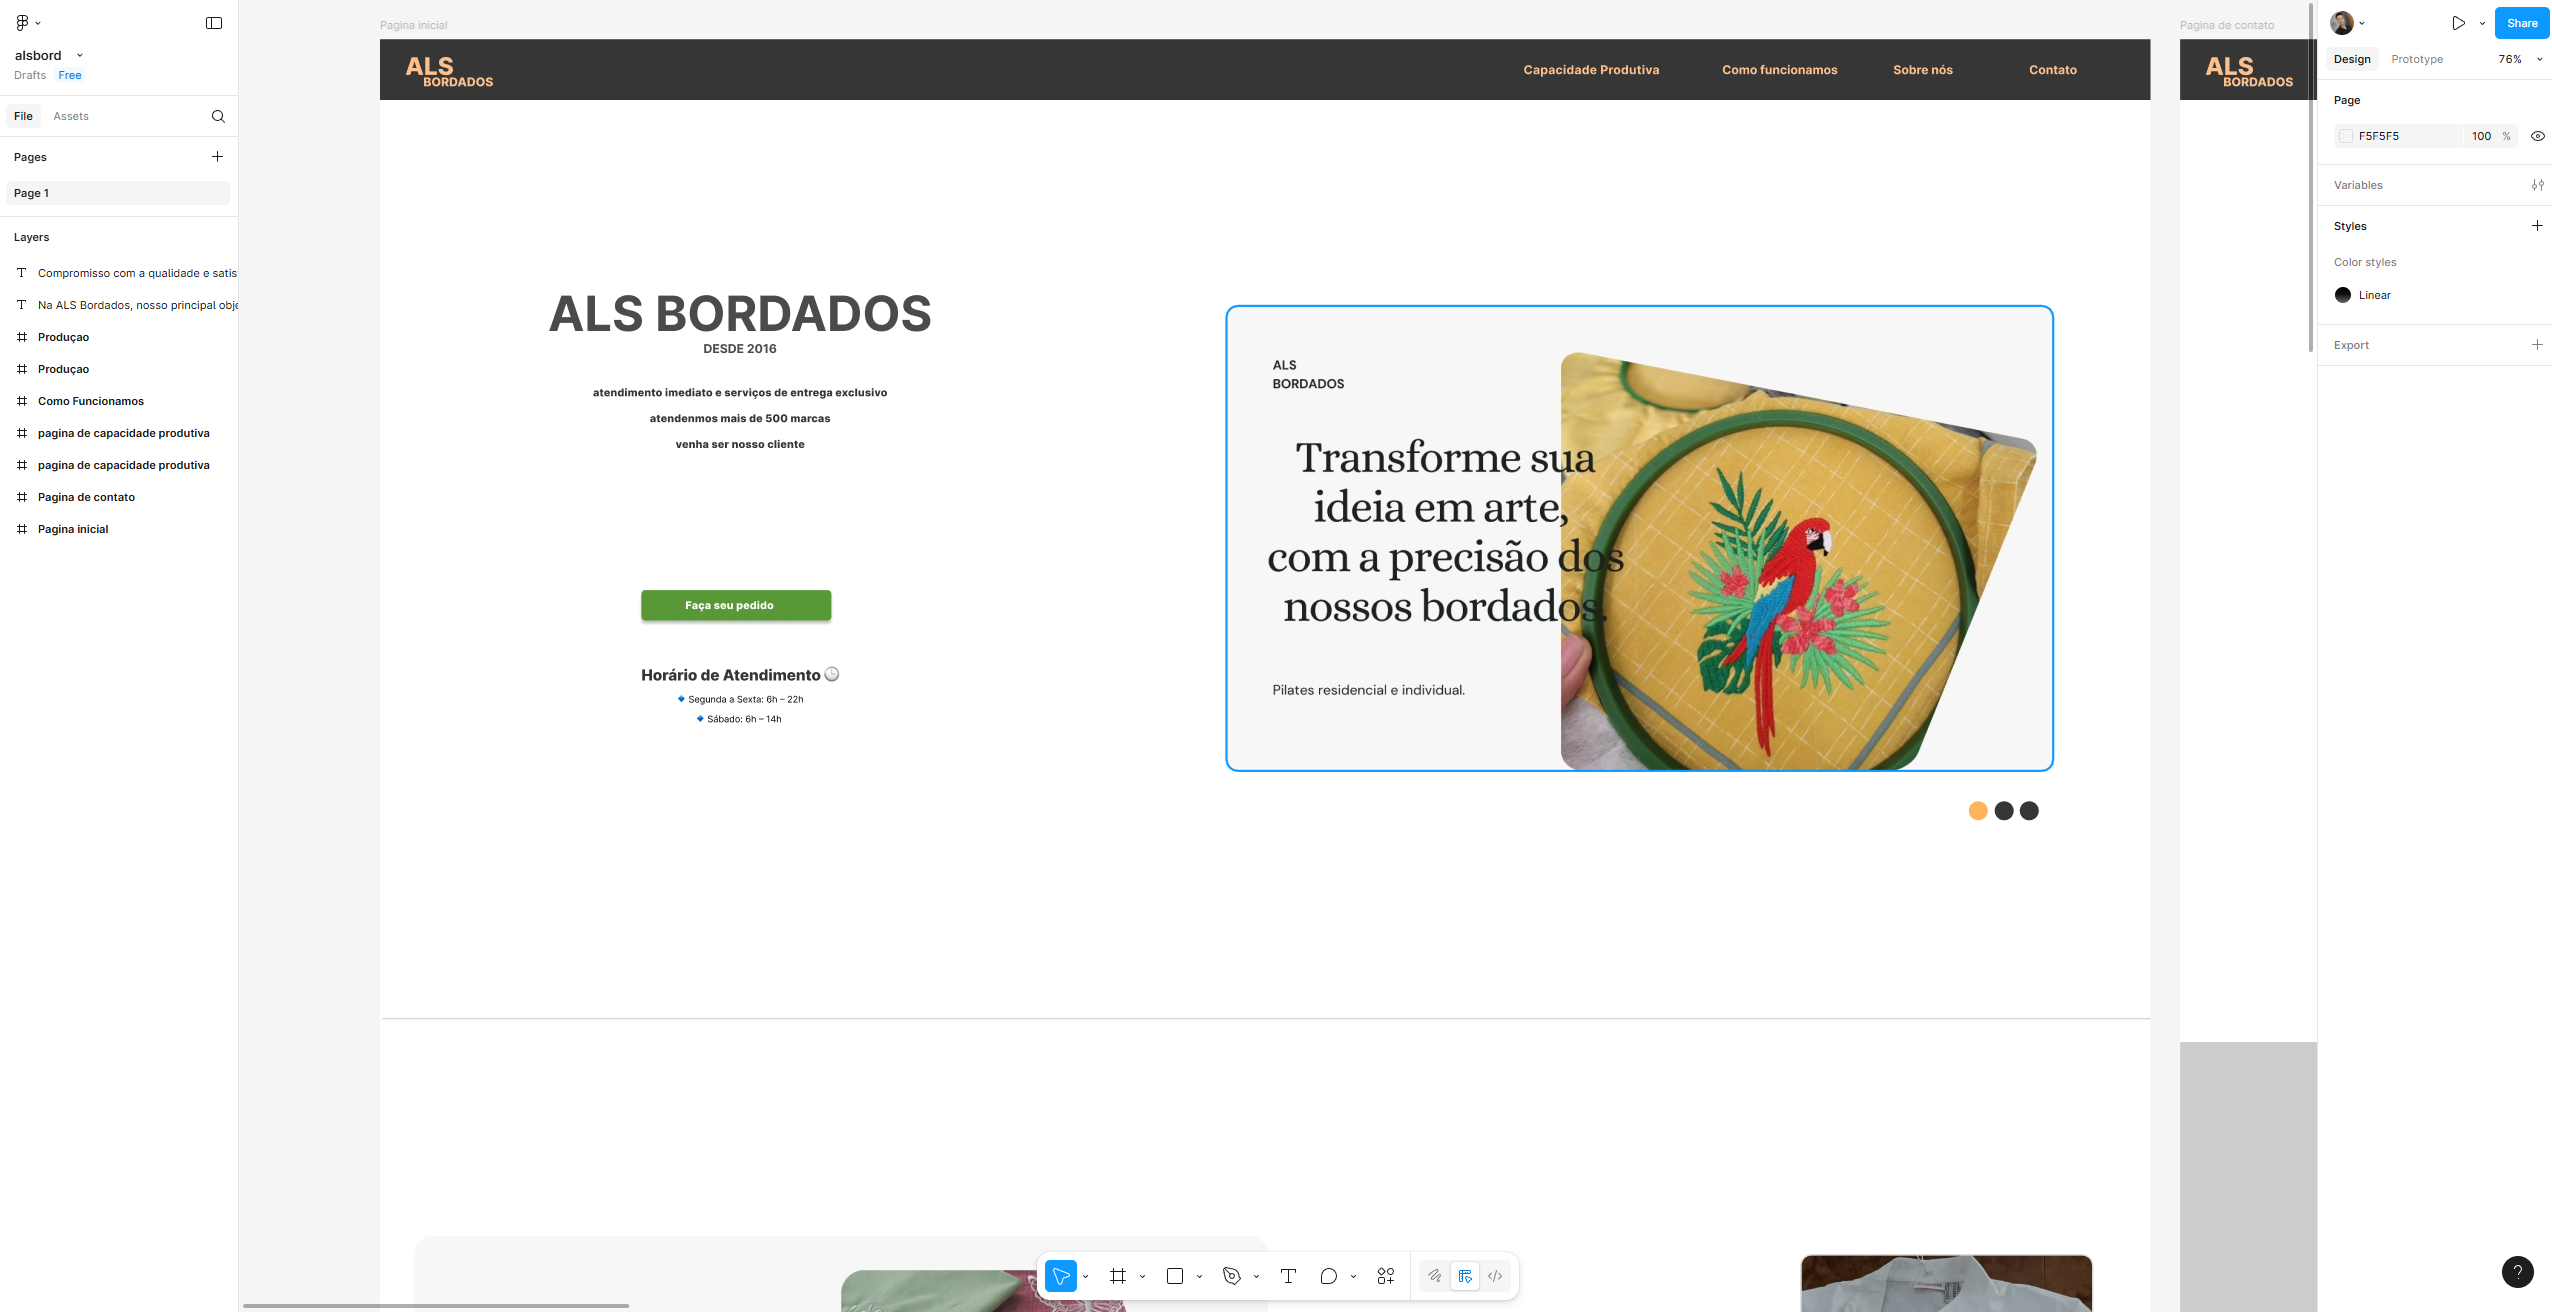 alsbord
Drafts Free
File Assets
Pages
Page 1
Layers
Compromisso com a qualidade e satis
Na ALS Bordados, nosso principal obje
Produçao
Produçao
Como Funcionamos
pagina de capacidade produtiva
pagina de capacidade produtiva
Pagina de contato
Pagina inicial
Pagina inicial
ALS
BORDADOS
Capacidade Produtiva Como funcionamos Sobre nós Contato
ALS BORDADOS
DESDE 2016
atendimento imediato e serviços de entrega exclusivo
atendenmos mais de 500 marcas
venha ser nosso cliente
Faça seu pedido
Horário de Atendimento
Segunda a Sexta: 6h – 22h
Sábado: 6h – 14h
ALS
BORDADOS
Transforme sua
ideia em arte,
com a precisão dos
nossos bordados.
Pilates residencial e individual.
Pagina de contato
ALS
BORDADOS
Share
Design Prototype 76%
Page
F5F5F5 100 %
Variables
Styles
Color styles
Linear
Export
?